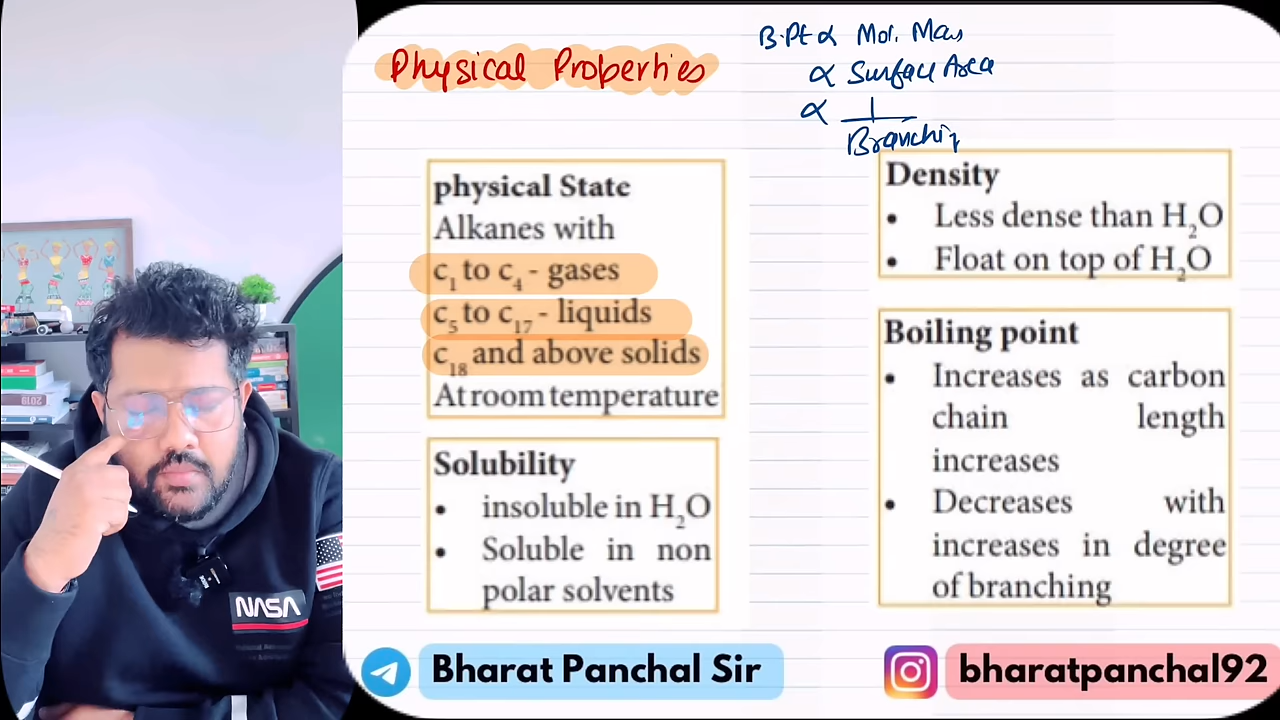 Physical Properties
B.Pt ∝ Mol. Mas
∝ Surface Area
∝ 1
Branching
physical State
Alkanes with
c₁ to c₄ - gases
c₅ to c₁₇ - liquids
c₁₈ and above solids
At room temperature
Solubility
• insoluble in H₂O
• Soluble in non
polar solvents
Density
• Less dense than H₂O
• Float on top of H₂O
Boiling point
• Increases as carbon
chain length
increases
• Decreases with
increases in degree
of branching
NASA
Bharat Panchal Sir
bharatpanchal92